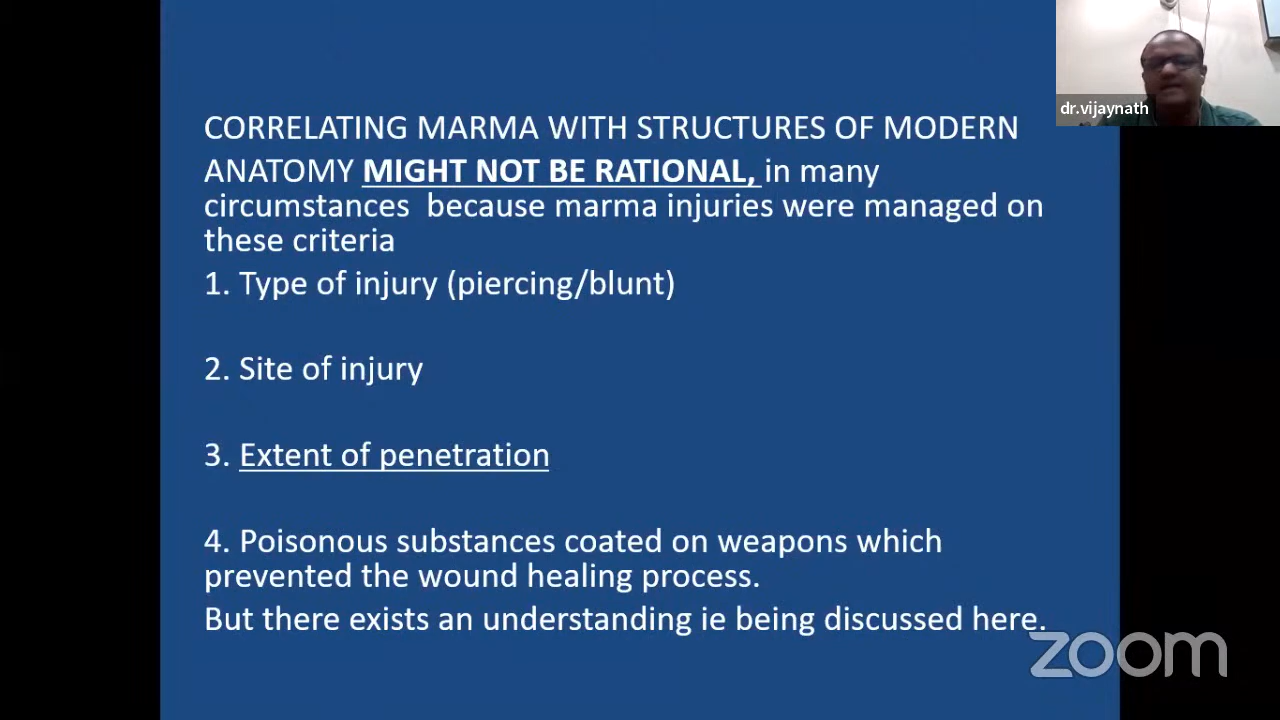 CORRELATING MARMA WITH STRUCTURES OF MODERN
ANATOMY MIGHT NOT BE RATIONAL, in many
circumstances because marma injuries were managed on
these criteria
1. Type of injury (piercing/blunt)
2. Site of injury
3. Extent of penetration
4. Poisonous substances coated on weapons which
prevented the wound healing process.
But there exists an understanding ie being discussed here.
dr.vijaynath
zoom